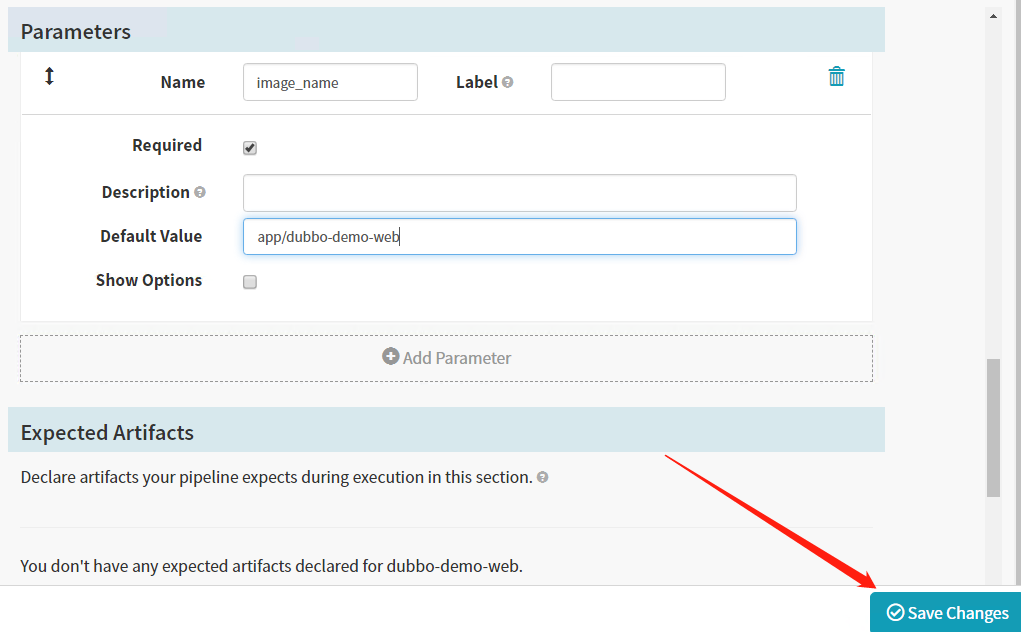 Parameters
Name image_name Label
Required
Description
Default Value app/dubbo-demo-web
Show Options
Add Parameter
Expected Artifacts
Declare artifacts your pipeline expects during execution in this section.
You don't have any expected artifacts declared for dubbo-demo-web.
Save Changes